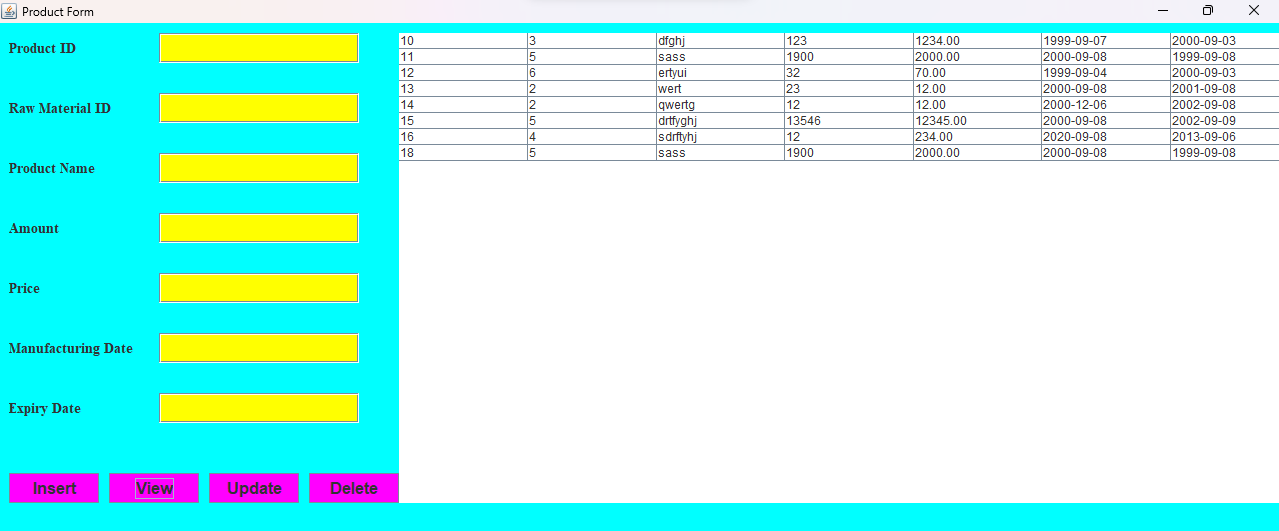 Product Form
Product ID
Raw Material ID
Product Name
Amount
Price
Manufacturing Date
Expiry Date
Insert View Update Delete
10 3 dfghj 123 1234.00 1999-09-07 2000-09-03
11 5 sass 1900 2000.00 2000-09-08 1999-09-08
12 6 ertyui 32 70.00 1999-09-04 2000-09-03
13 2 wert 23 12.00 2000-09-08 2001-09-08
14 2 qwertg 12 12.00 2000-12-06 2002-09-08
15 5 drtfyghj 13546 12345.00 2000-09-08 2002-09-09
16 4 sdrftyhj 12 234.00 2020-09-08 2013-09-06
18 5 sass 1900 2000.00 2000-09-08 1999-09-08